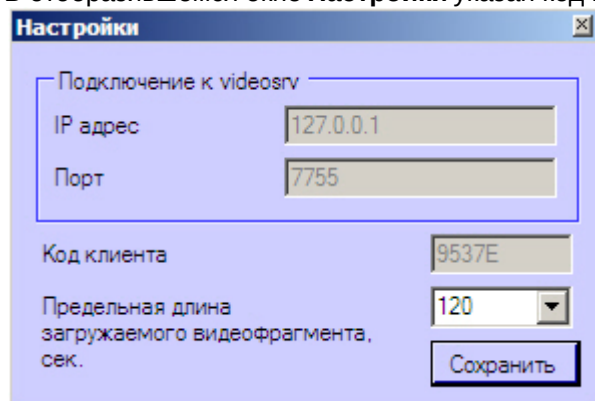 Настройки
Подключение к videosrv
IP адрес 127.0.0.1
Порт 7755
Код клиента 9537E
Предельная длина 120
загружаемого видеофрагмента,
сек.
Сохранить